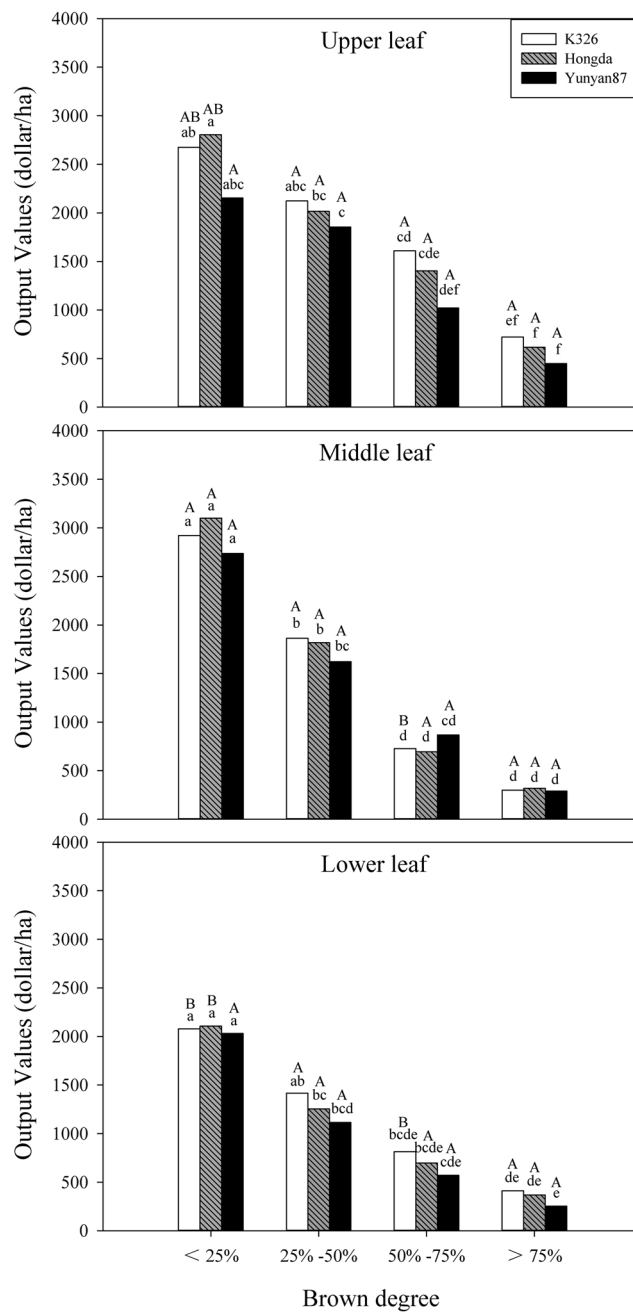 Upper leaf
K326
Hongda
Yunyan87
Output Values (dollar/ha)
4000
3500
3000
2500
2000
1500
1000
500
0
AB AB A A A A A A A A A A
ab a abc abc bc c cd cde def ef f f
Middle leaf
Output Values (dollar/ha)
4000
3500
3000
2500
2000
1500
1000
500
0
A A A A A A B A A A A A
a a a b b bc d d cd d d d
Lower leaf
Output Values (dollar/ha)
4000
3500
3000
2500
2000
1500
1000
500
0
B B A A A A B A A A A A
a a a ab bc bcd bcde bcde cde de de e
< 25% 25% -50% 50% -75% > 75%
Brown degree